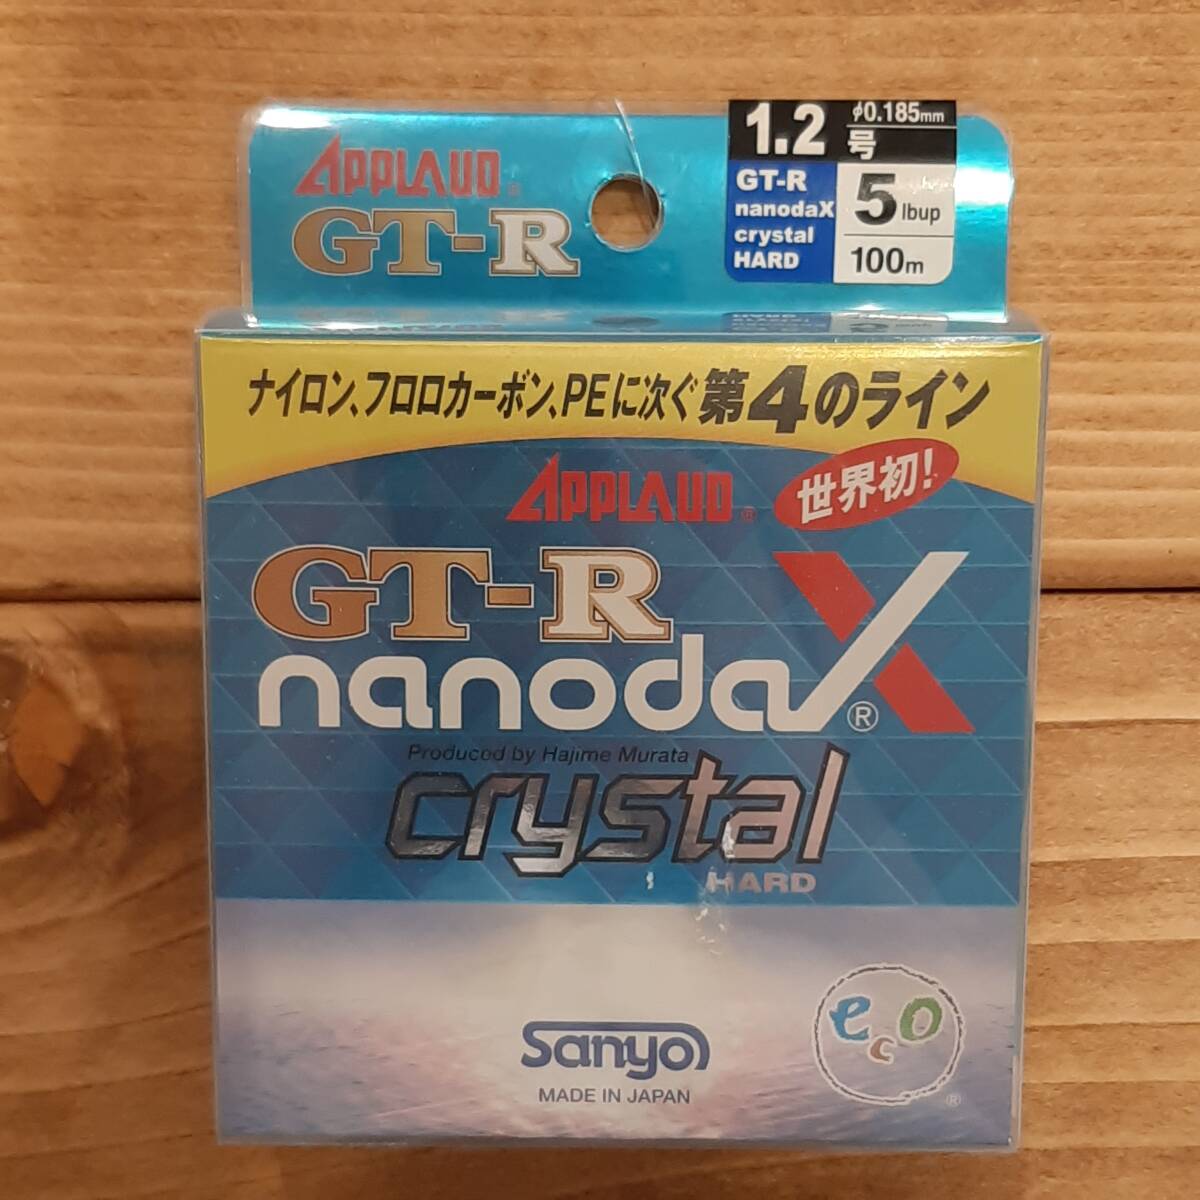 APPLAUD®
GT-R
1.2号
φ0.185mm
GT-R
nanodaX
crystal
HARD
5lbup
100m
ナイロン、フロロカーボン、PEに次ぐ第4のライン
世界初!
APPLAUD®
GT-R
nanodaX®
Produced by Hajime Murata
crystal
HARD
Sanyo
MADE IN JAPAN
eco
®